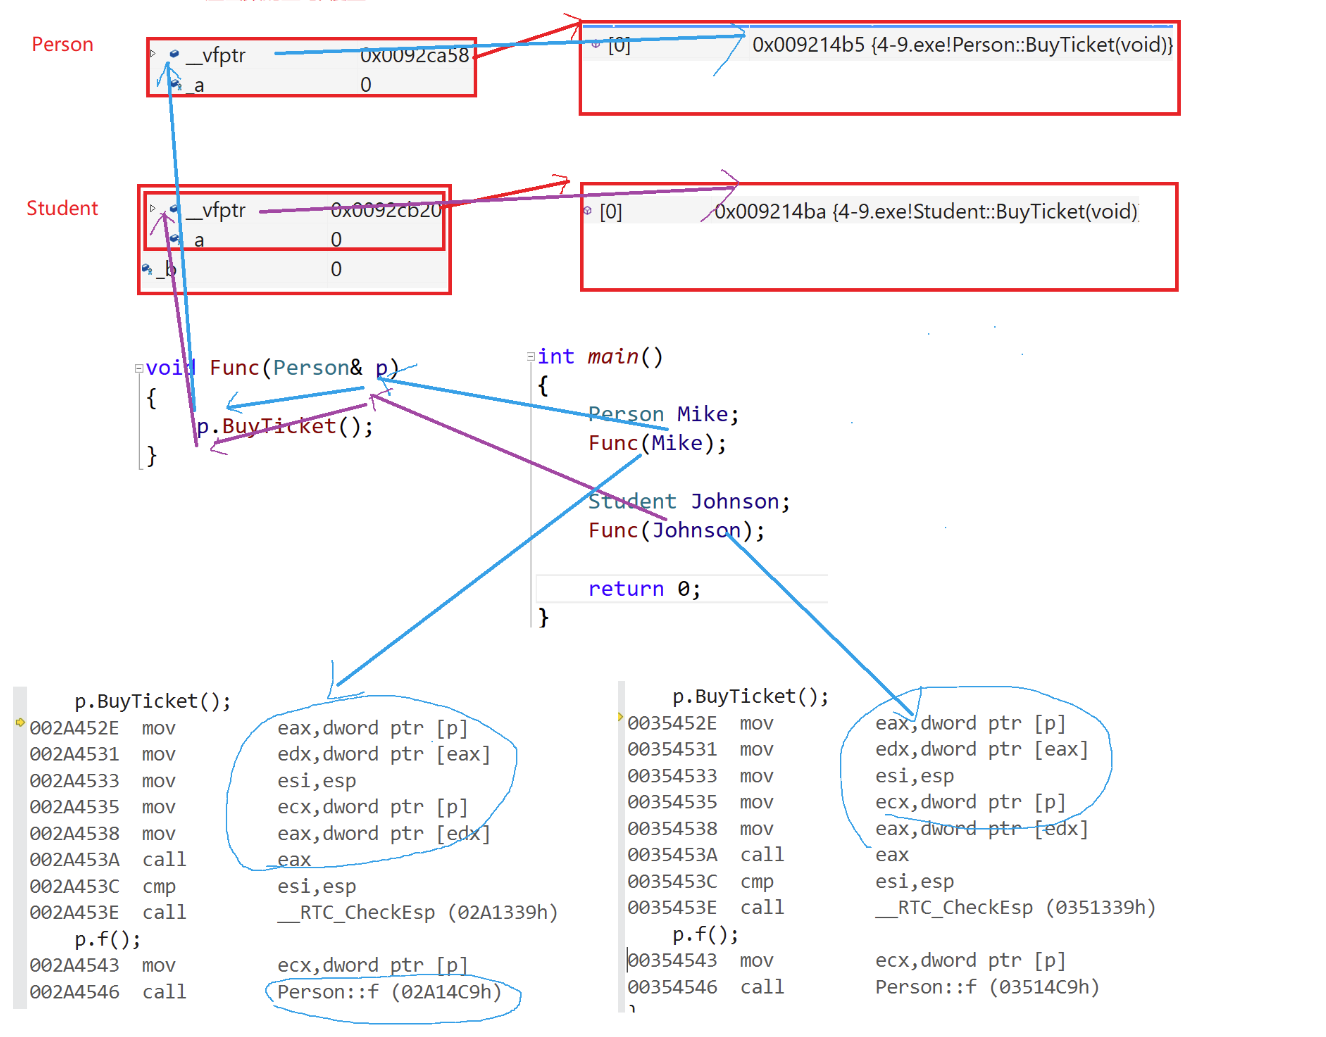 Person
__vfptr 0x0092ca58
_a 0
[0] 0x009214b5 {4-9.exe!Person::BuyTicket(void)}
Student
__vfptr 0x0092cb20
_a 0
_b 0
[0] 0x009214ba {4-9.exe!Student::BuyTicket(void)
void Func(Person& p)
{
p.BuyTicket();
}
int main()
{
Person Mike;
Func(Mike);
Student Johnson;
Func(Johnson);
return 0;
}
p.BuyTicket();
002A452E mov eax,dword ptr [p]
002A4531 mov edx,dword ptr [eax]
002A4533 mov esi,esp
002A4535 mov ecx,dword ptr [p]
002A4538 mov eax,dword ptr [edx]
002A453A call eax
002A453C cmp esi,esp
002A453E call __RTC_CheckEsp (02A1339h)
p.f();
002A4543 mov ecx,dword ptr [p]
002A4546 call Person::f (02A14C9h)
p.BuyTicket();
0035452E mov eax,dword ptr [p]
00354531 mov edx,dword ptr [eax]
00354533 mov esi,esp
00354535 mov ecx,dword ptr [p]
00354538 mov eax,dword ptr [edx]
0035453A call eax
0035453C cmp esi,esp
0035453E call __RTC_CheckEsp (0351339h)
p.f();
00354543 mov ecx,dword ptr [p]
00354546 call Person::f (03514C9h)